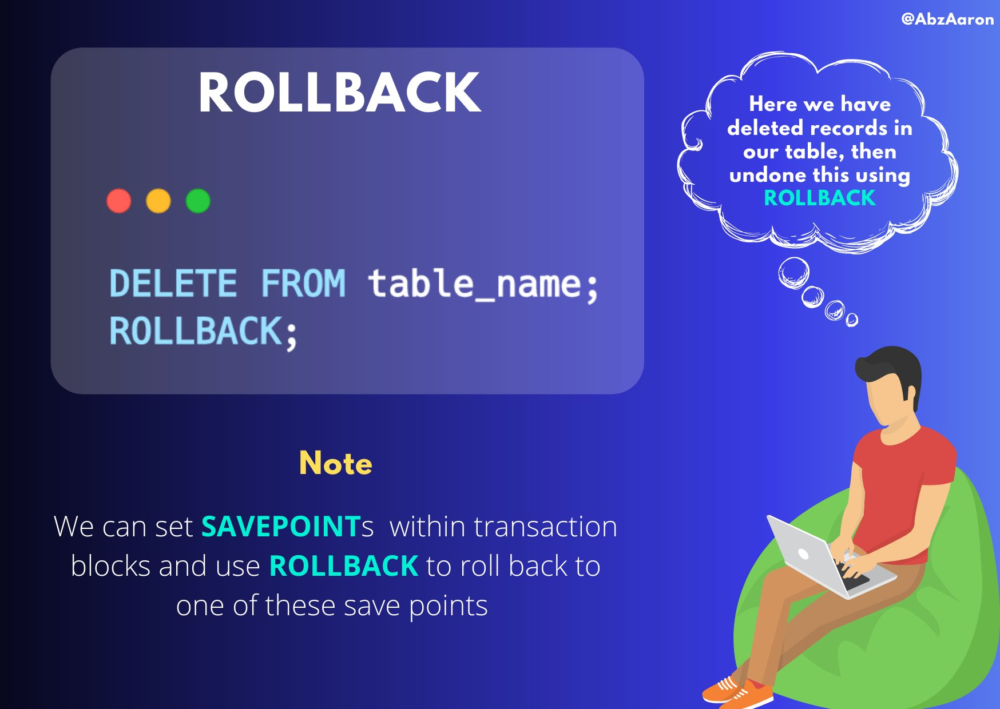 @AbzAaron
ROLLBACK
DELETE FROM table_name;
ROLLBACK;
Here we have
deleted records in
our table, then
undone this using
ROLLBACK
Note
We can set SAVEPOINTs within transaction
blocks and use ROLLBACK to roll back to
one of these save points